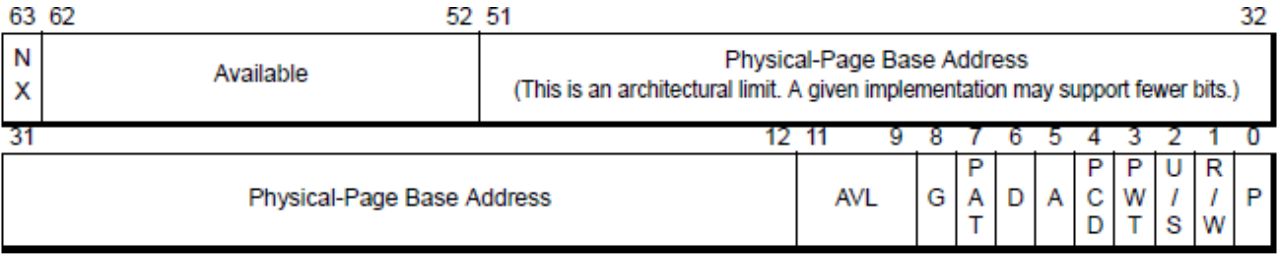 63 62 52 51 32
N X Available Physical-Page Base Address
(This is an architectural limit. A given implementation may support fewer bits.)
31 12 11 9 8 7 6 5 4 3 2 1 0
Physical-Page Base Address AVL G PAT D A PCD PWT U/S R/W P